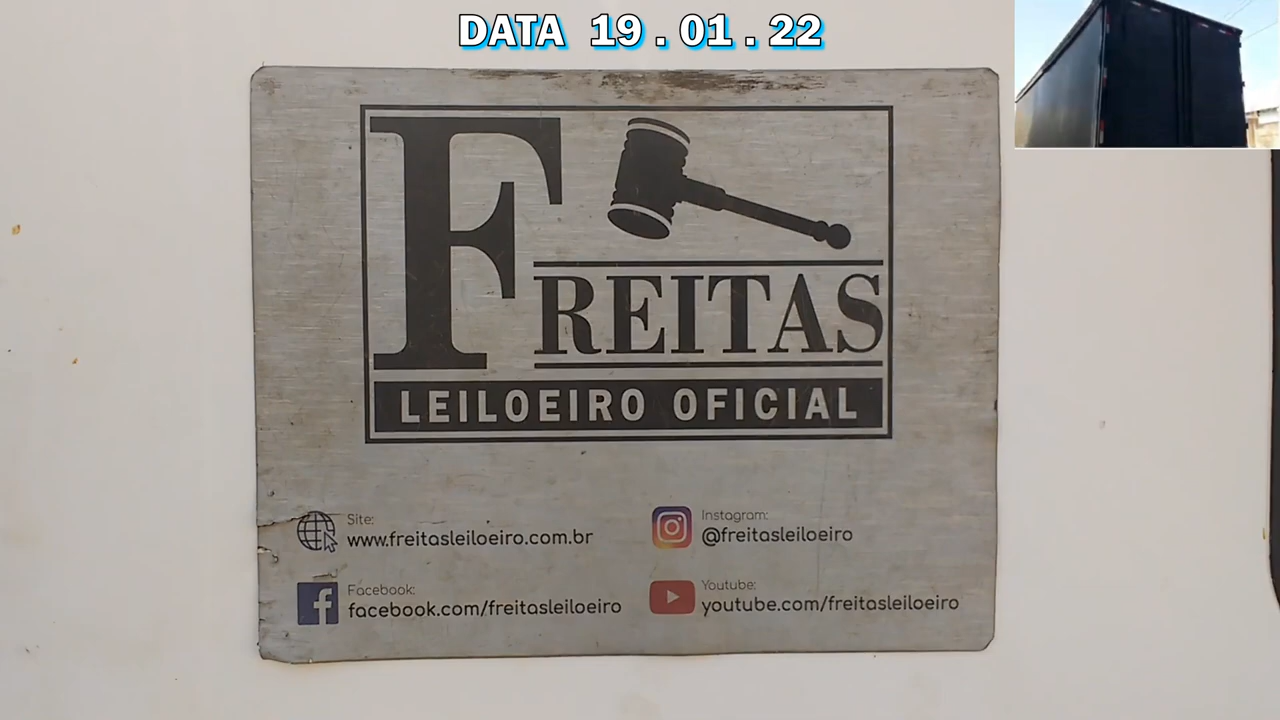 DATA 19 . 01 . 22
FREITAS
LEILOEIRO OFICIAL
Site:
www.freitasleiloeiro.com.br
Instagram:
@freitasleiloeiro
Facebook:
facebook.com/freitasleiloeiro
Youtube:
youtube.com/freitasleiloeiro